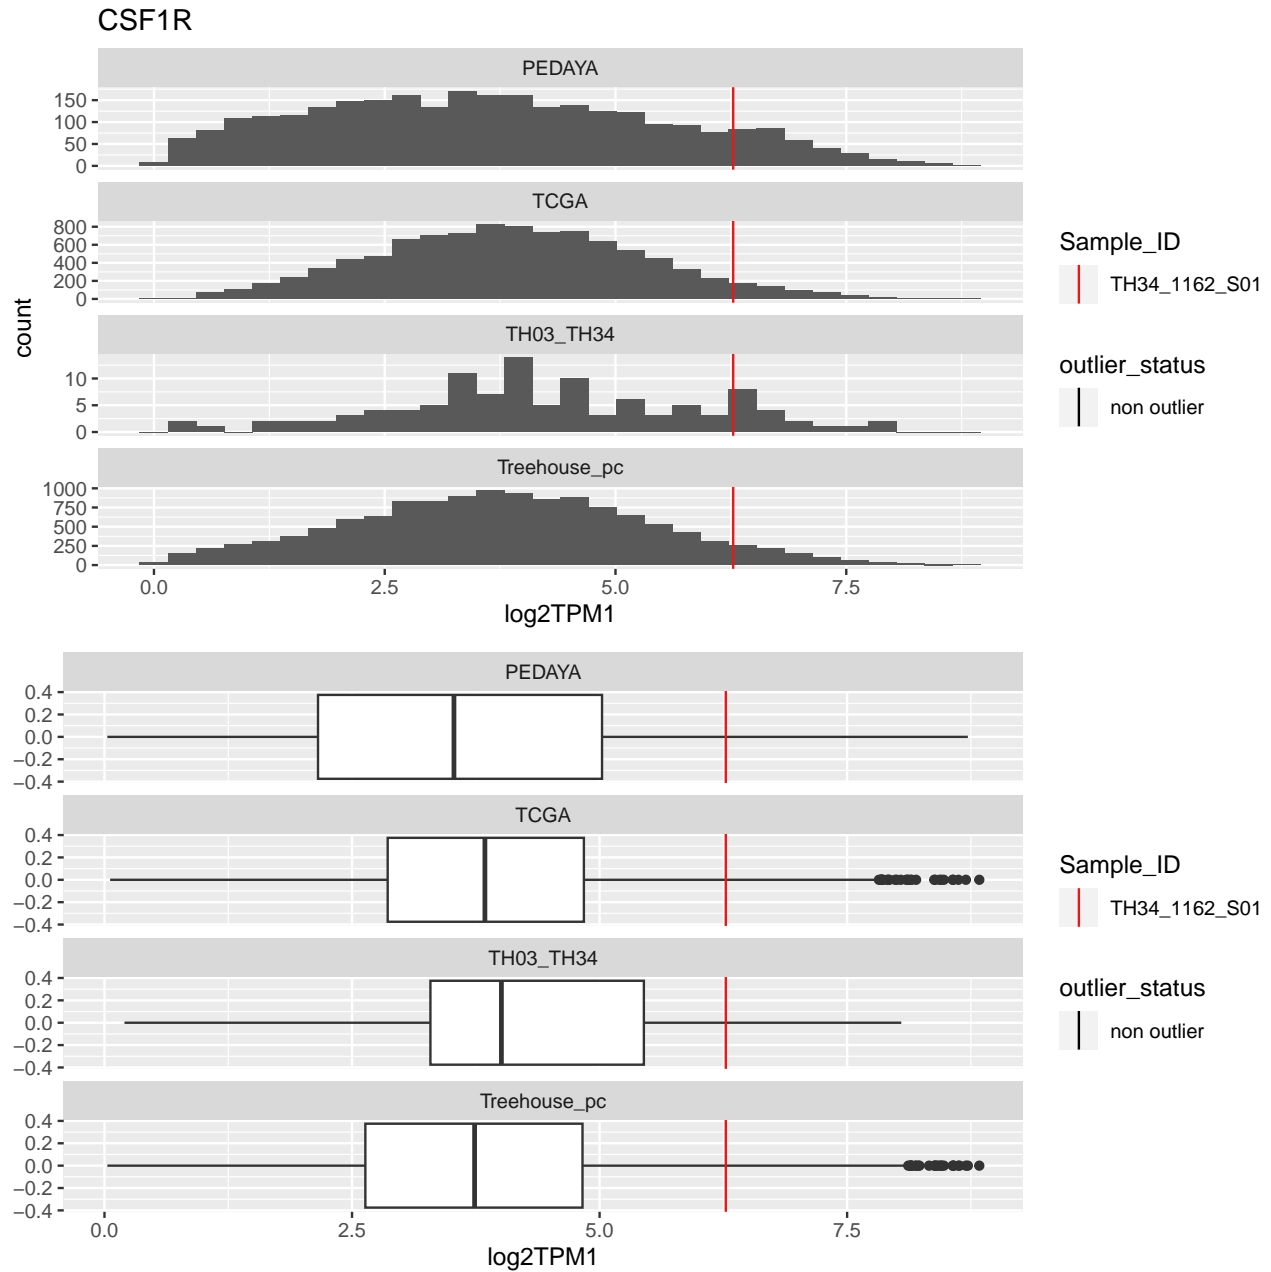 CSF1R
PEDAYA
150
100
50
0
TCGA
800
600
400
200
0
TH03_TH34
10
5
0
Treehouse_pc
1000
750
500
250
0
0.0 2.5 5.0 7.5
log2TPM1
count
Sample_ID
TH34_1162_S01
outlier_status
non outlier
PEDAYA
0.4
0.2
0.0
−0.2
−0.4
TCGA
0.4
0.2
0.0
−0.2
−0.4
TH03_TH34
0.4
0.2
0.0
−0.2
−0.4
Treehouse_pc
0.4
0.2
0.0
−0.2
−0.4
0.0 2.5 5.0 7.5
log2TPM1
Sample_ID
TH34_1162_S01
outlier_status
non outlier